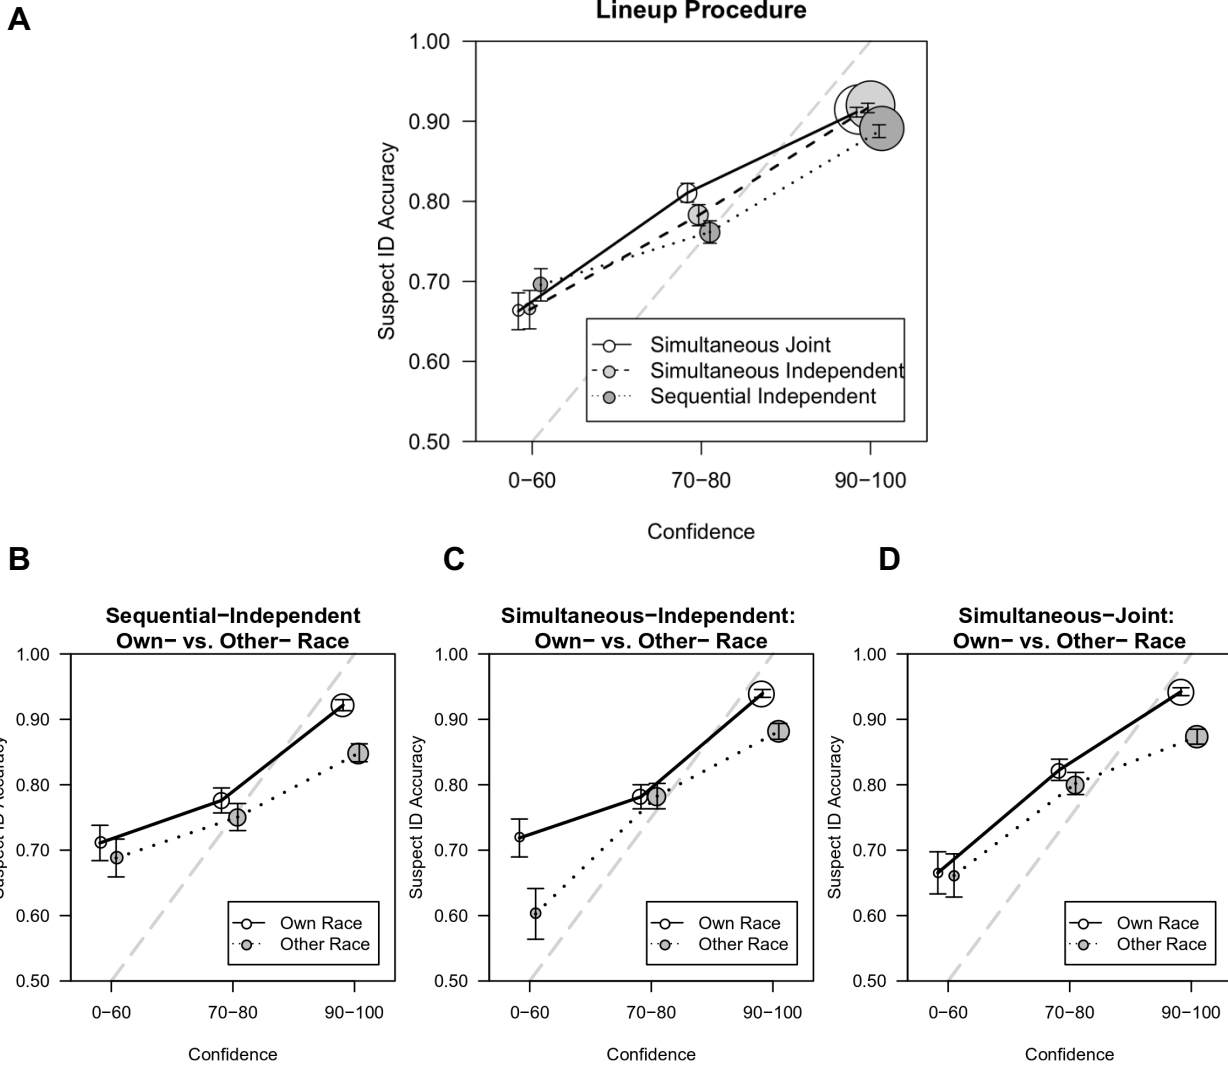 A
Lineup Procedure
1.00
0.90
0.80
0.70
0.60
0.50
Suspect ID Accuracy
Simultaneous Joint
Simultaneous Independent
Sequential Independent
0−60
70−80
90−100
Confidence
B
Sequential−Independent
Own− vs. Other− Race
1.00
0.90
0.80
0.70
0.60
0.50
Suspect ID Accuracy
Own Race
Other Race
0−60
70−80
90−100
Confidence
C
Simultaneous−Independent:
Own− vs. Other− Race
1.00
0.90
0.80
0.70
0.60
0.50
Suspect ID Accuracy
Own Race
Other Race
0−60
70−80
90−100
Confidence
D
Simultaneous−Joint:
Own− vs. Other− Race
1.00
0.90
0.80
0.70
0.60
0.50
Suspect ID Accuracy
Own Race
Other Race
0−60
70−80
90−100
Confidence